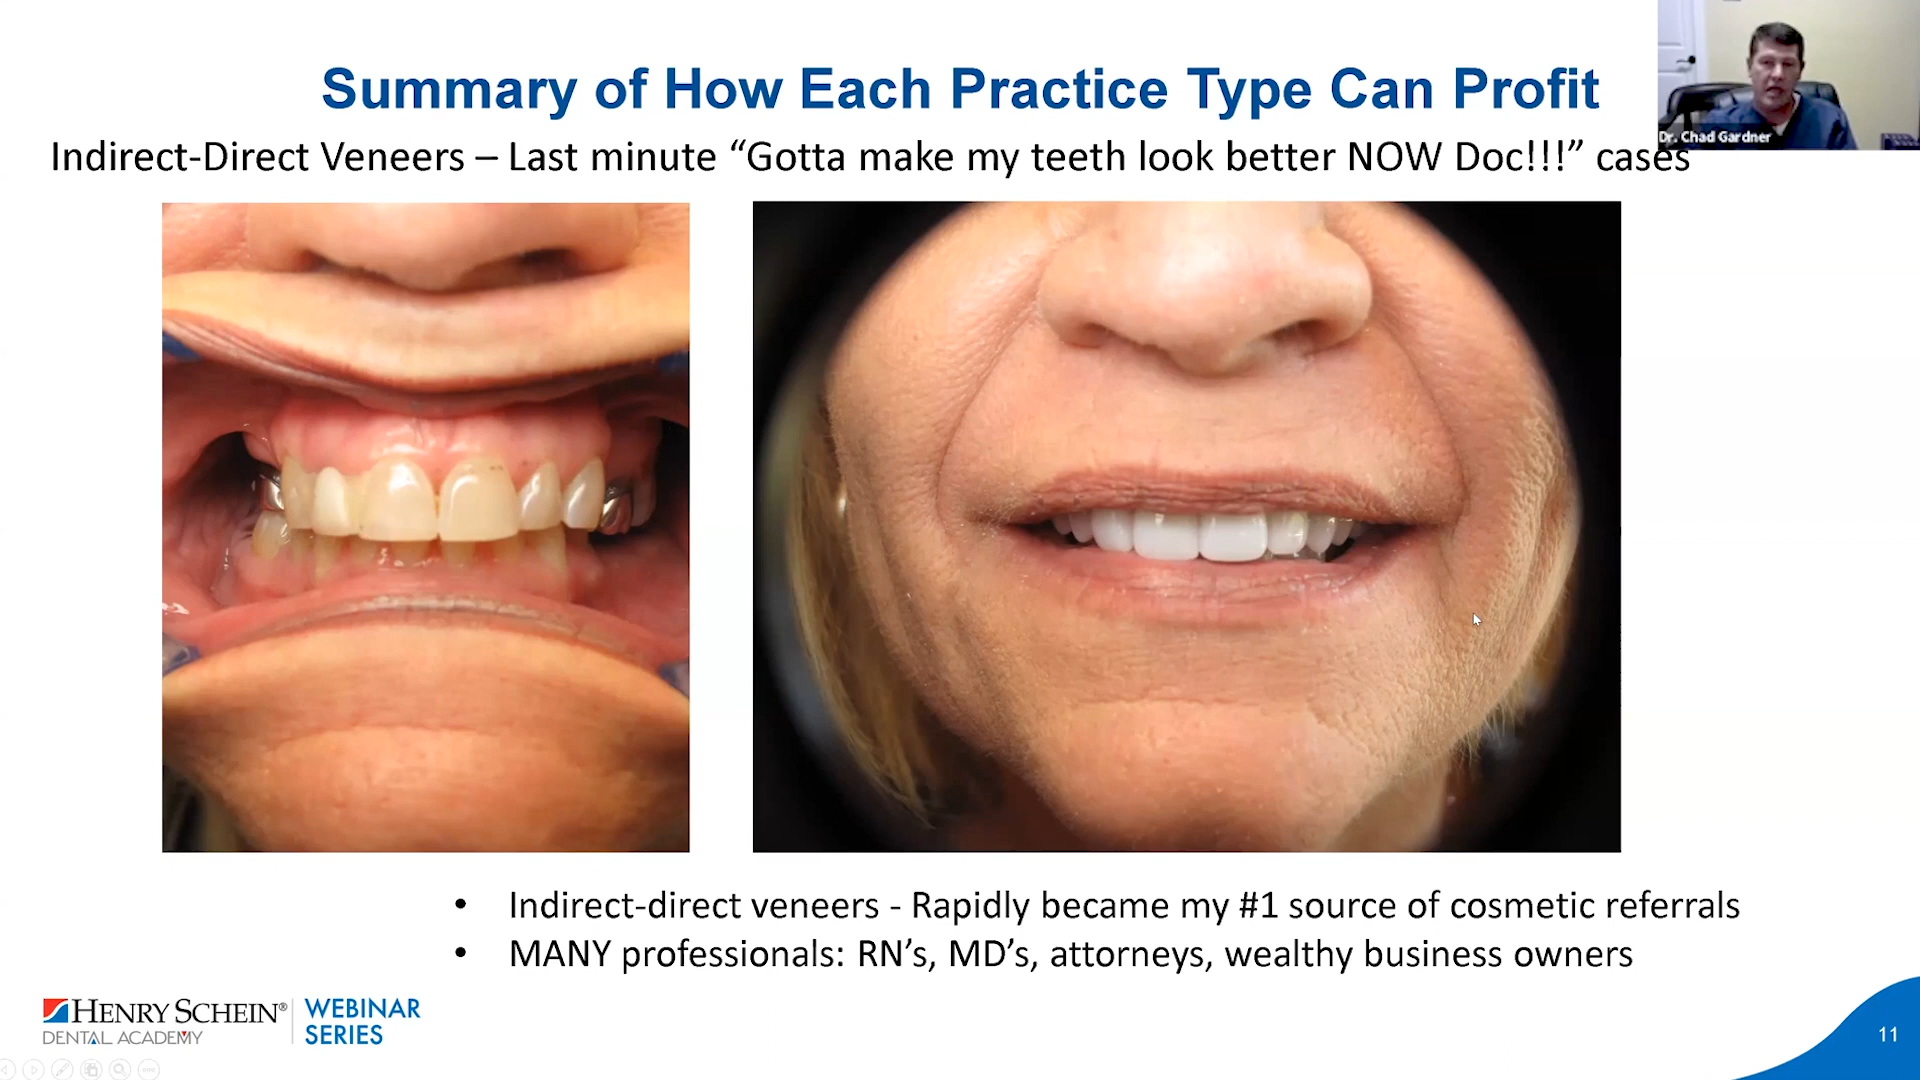 Summary of How Each Practice Type Can Profit
Dr. Chad Gardner
Indirect-Direct Veneers – Last minute “Gotta make my teeth look better NOW Doc!!!” cases
• Indirect-direct veneers - Rapidly became my #1 source of cosmetic referrals
• MANY professionals: RN’s, MD’s, attorneys, wealthy business owners
HENRY SCHEIN®
DENTAL ACADEMY
WEBINAR
SERIES
11